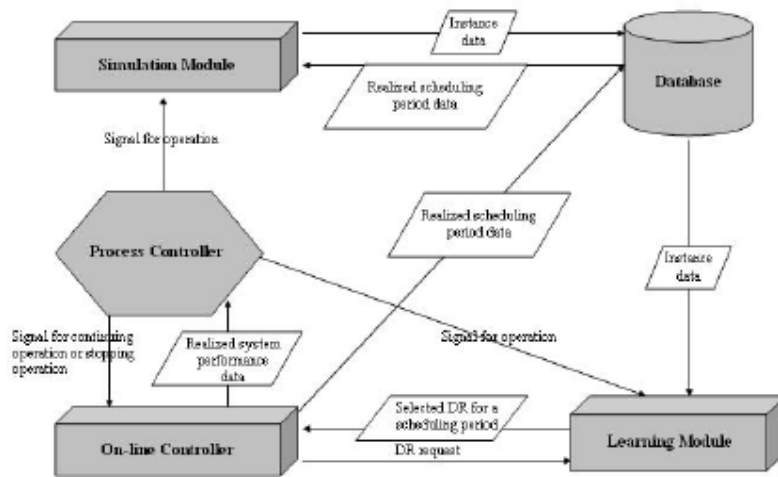 Instance
data
Simulation Module
Database
Realized scheduling
period data
Signal for operation
Realized scheduling
period data
Process Controller
Instance
data
Signal for continuing
operation or stopping
operation
Realized system
performance
data
Signal for operation
Selected DR for a
scheduling period
On-line Controller
DR request
Learning Module